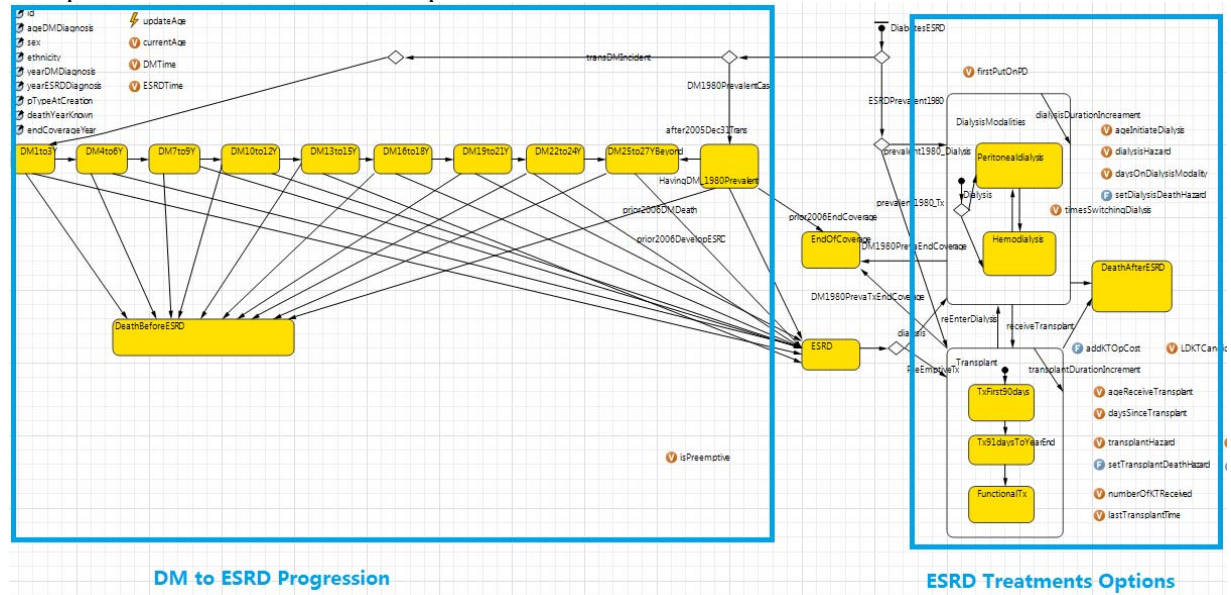 id
ageDMDiagnosis
sex
ethnicity
yearDMDiagnosis
yearESRDDiagnosis
pTypeAtCreation
deathYearKnown
endCoverageYear
updateAge
currentAge
DMTime
ESRDTime
transDMIncident
DM1980PrevalentCas
DiabetesESRD
ESRDPrevalent1980
after2005Dec31Trans
DM1to3Y
DM4to6Y
DM7to9Y
DM10to12Y
DM13to15Y
DM16to18Y
DM19to21Y
DM22to24Y
DM25to27YBeyond
HavingDM_1980Prevalent
prior2006DMDeath
prior2006DevelopESRD
prior2006EndCoverage
EndOfCoverage
DM1980PrevaEndCoverage
DM1980PrevaTxEndCoverage
DeathBeforeESRD
ESRD
dialysis
PreEmptiveTx
isPreemptive
prevalent1980_Dialysis
prevalent1980_Tx
firstPutOnPD
DialysisModalities
dialysisDurationIncreament
Peritonealdialysis
Dialysis
Hemodialysis
ageInitiateDialysis
dialysisHazard
daysOnDialysisModality
setDialysisDeathHazard
timesSwitchingDialysis
DeathAfterESRD
reEnterDialysis
receiveTransplant
addKTOpCost
Transplant
transplantDurationIncrement
TxFirst90days
Tx91daysToYearEnd
FunctionalTx
ageReceiveTransplant
daysSinceTransplant
transplantHazard
setTransplantDeathHazard
numberOfKTReceived
lastTransplantTime
DM to ESRD Progression
ESRD Treatments Options